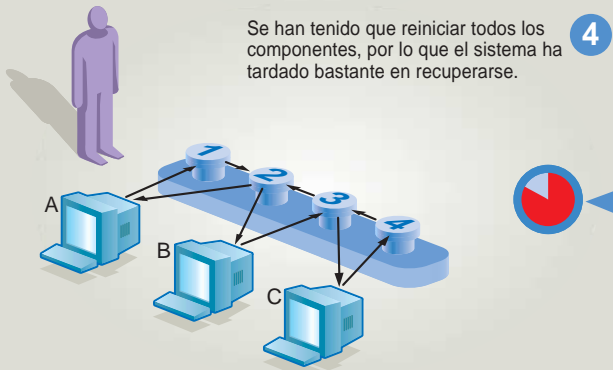 Se han tenido que reiniciar todos los
componentes, por lo que el sistema ha
tardado bastante en recuperarse.
4
1
2
3
4
A
B
C